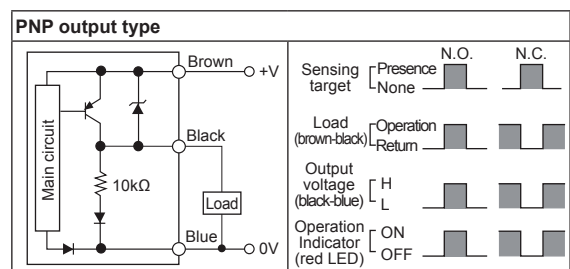 PNP output type
Main circuit
Brown
+V
Black
10kΩ
Load
Blue
0V
N.O.
N.C.
Sensing target
Presence
None
Load
(brown-black)
Operation
Return
Output
voltage
(black-blue)
H
L
Operation
Indicator
(red LED)
ON
OFF